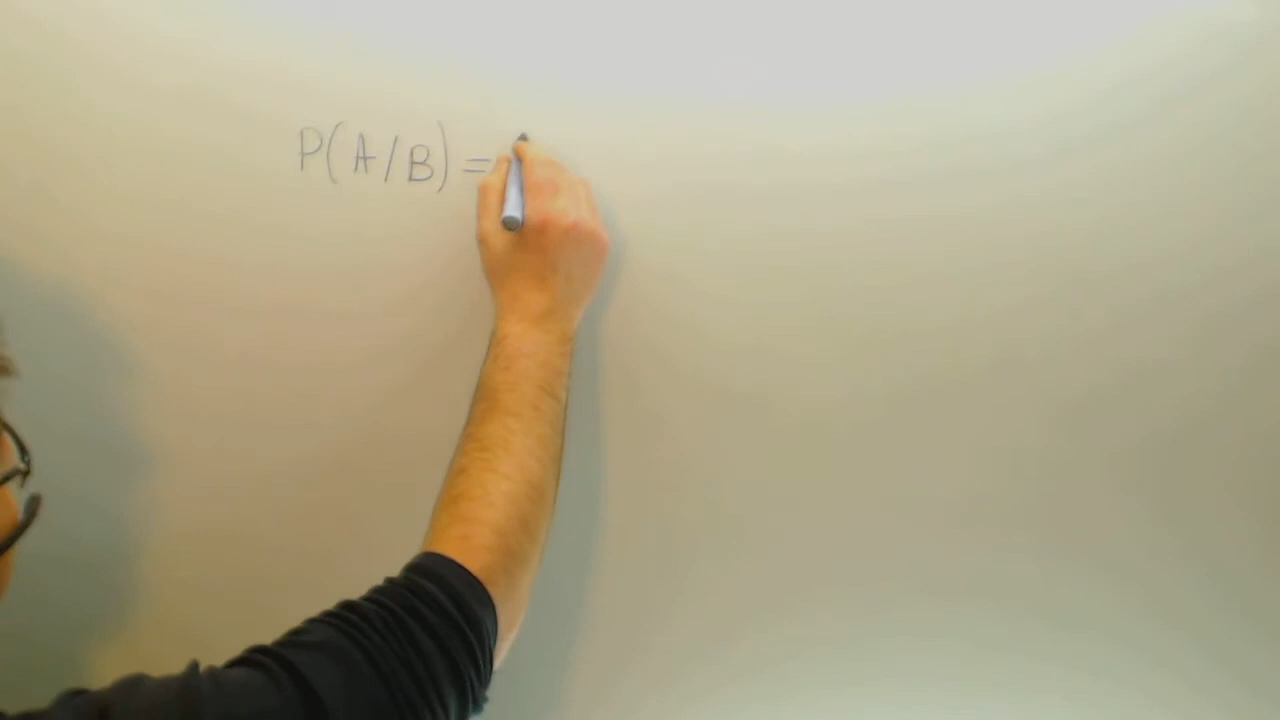 P(A/B) =